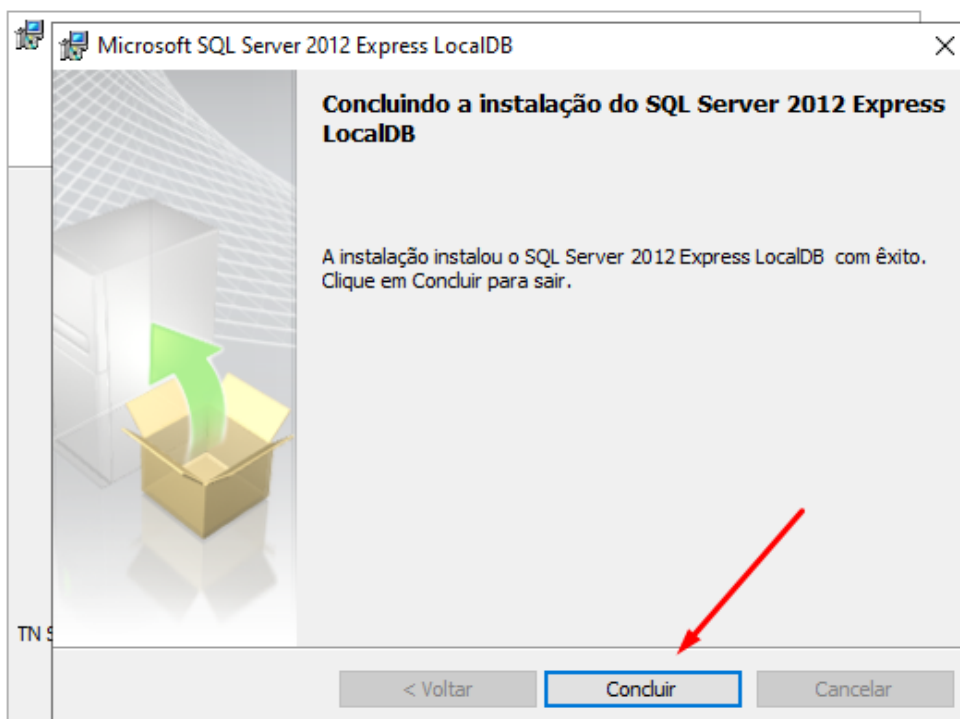 Microsoft SQL Server 2012 Express LocalDB
Concluindo a instalação do SQL Server 2012 Express
LocalDB
A instalação instalou o SQL Server 2012 Express LocalDB com êxito.
Clique em Concluir para sair.
TN
< Voltar
Concluir
Cancelar